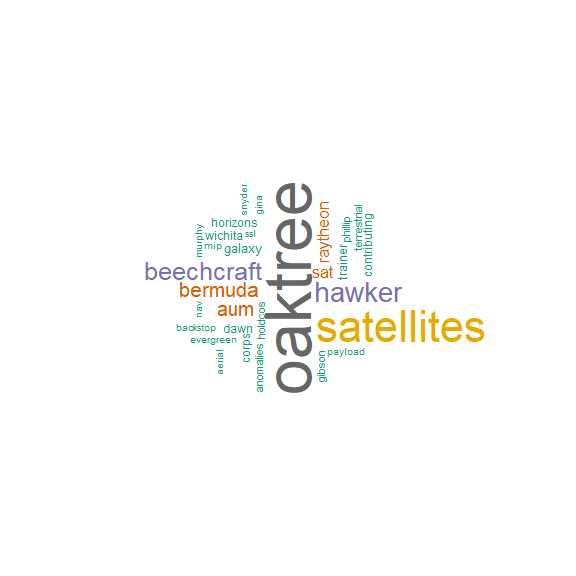 oaktree
satellites
hawker
beechcraft
bermuda
aum
raytheon
sat
horizons
wichita
ssl
mip
galaxy
murphy
snyder
gina
trainer
phillip
terrestrial
contributing
nav
backstop
dawn
evergreen
aerial
corps
holdcos
anomalies
gibson
payload